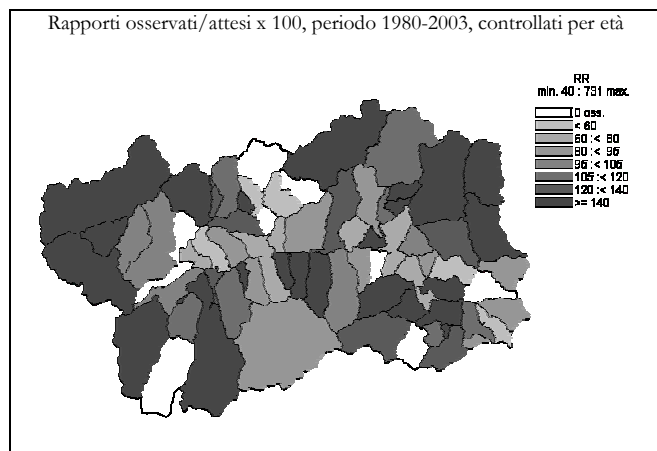 Rapporti osservati/attesi x 100, periodo 1980-2003, controllati per età
RR
min. 40 : 731 max.
0 oss.
< 60
60 :< 80
80 :< 95
95 :< 105
105 :< 120
120 :< 140
>= 140